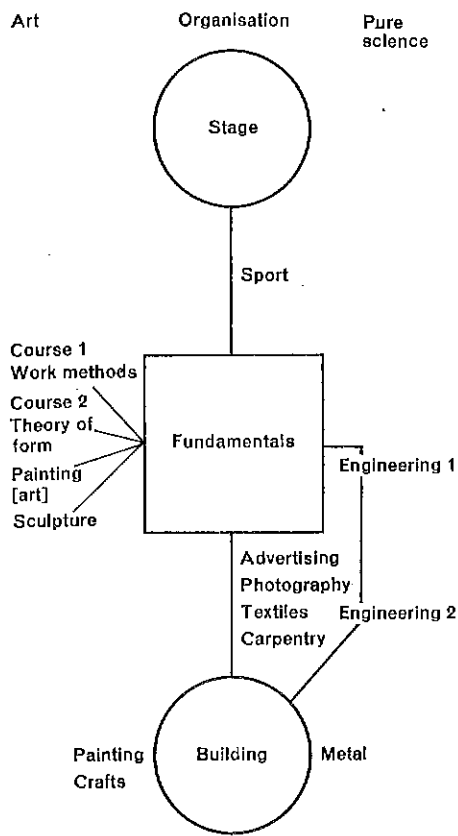 Art
Organisation
Pure
science
Stage
Sport
Course 1
Work methods
Course 2
Theory of
form
Painting
[art]
Sculpture
Fundamentals
Engineering 1
Advertising
Photography
Textiles
Carpentry
Engineering 2
Painting
Crafts
Building
Metal